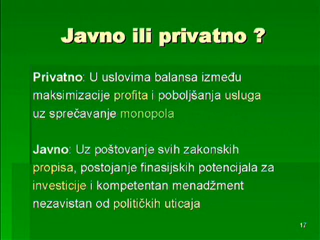 Javno ili privatno ?
Privatno: U uslovima balansa između
maksimizacije profita i poboljšanja usluga
uz sprečavanje monopola
Javno: Uz poštovanje svih zakonskih
propisa, postojanje finasijskih potencijala za
investicije i kompetentan menadžment
nezavistan od političkih uticaja
17